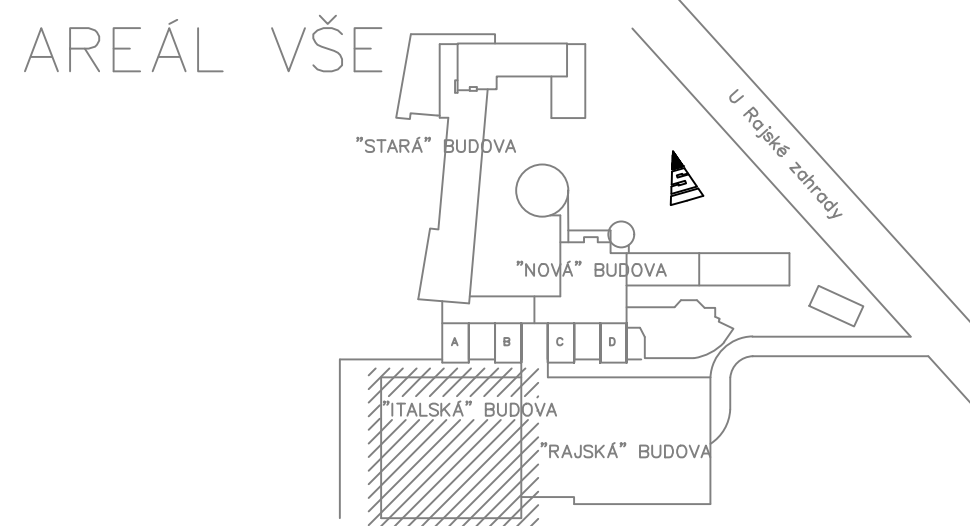 AREÁL VŠE
U Rajské zahrady
"STARÁ" BUDOVA
S
"NOVÁ" BUDOVA
A B C D
"ITALSKÁ" BUDOVA
"RAJSKÁ" BUDOVA